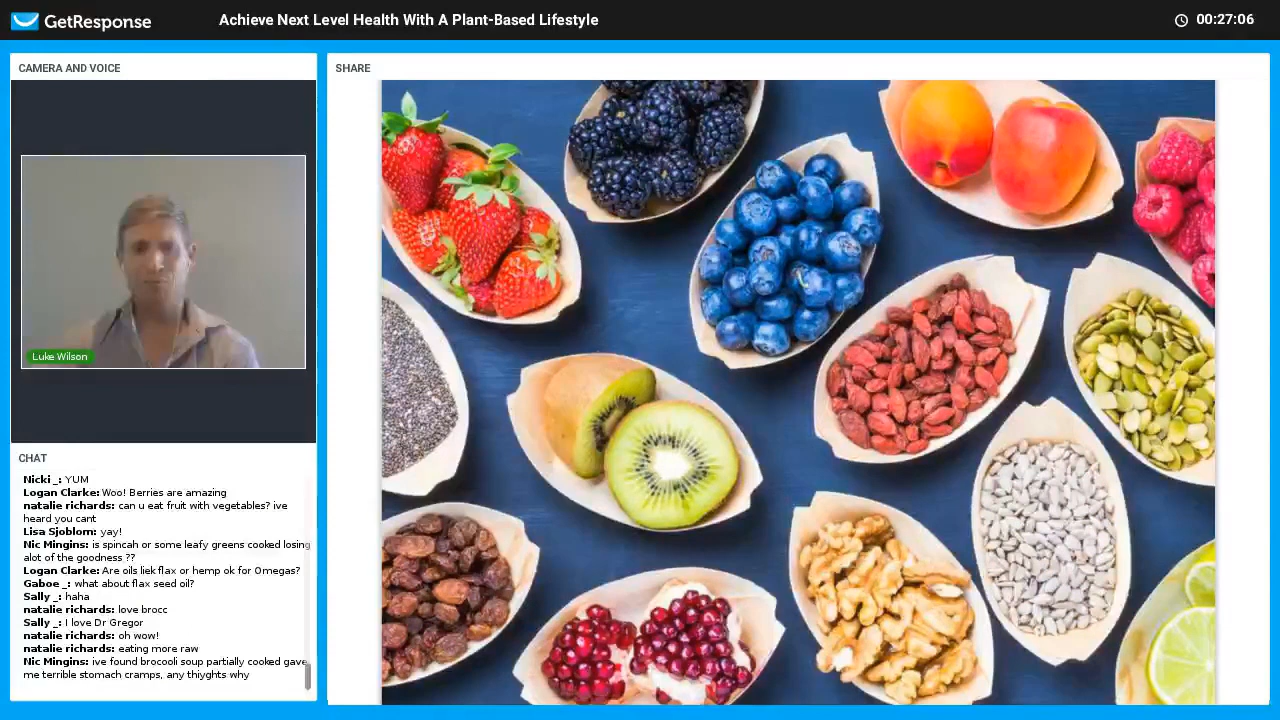 GetResponse
Achieve Next Level Health With A Plant-Based Lifestyle
00:27:06
CAMERA AND VOICE
SHARE
Luke Wilson
CHAT
Nicki _: YUM
Logan Clarke: Woo! Berries are amazing
natalie richards: can u eat fruit with vegetables? ive
heard you cant
Lisa Sjoblom: yay!
Nic Mingins: is spincah or some leafy greens cooked losing
alot of the goodness ??
Logan Clarke: Are oils liek flax or hemp ok for Omegas?
Gaboe _: what about flax seed oil?
Sally _: haha
natalie richards: love brocc
Sally _: I love Dr Gregor
natalie richards: oh wow!
natalie richards: eating more raw
Nic Mingins: ive found brocooli soup partially cooked gave
me terrible stomach cramps, any thiyghts why